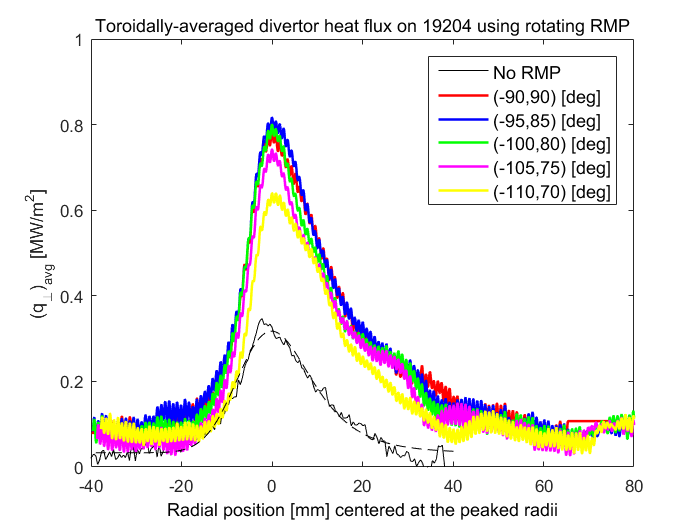 Toroidally-averaged divertor heat flux on 19204 using rotating RMP
1
0.8
0.6
0.4
0.2
0
(q⊥)avg [MW/m²]
No RMP
(-90,90) [deg]
(-95,85) [deg]
(-100,80) [deg]
(-105,75) [deg]
(-110,70) [deg]
-40 -20 0 20 40 60 80
Radial position [mm] centered at the peaked radii